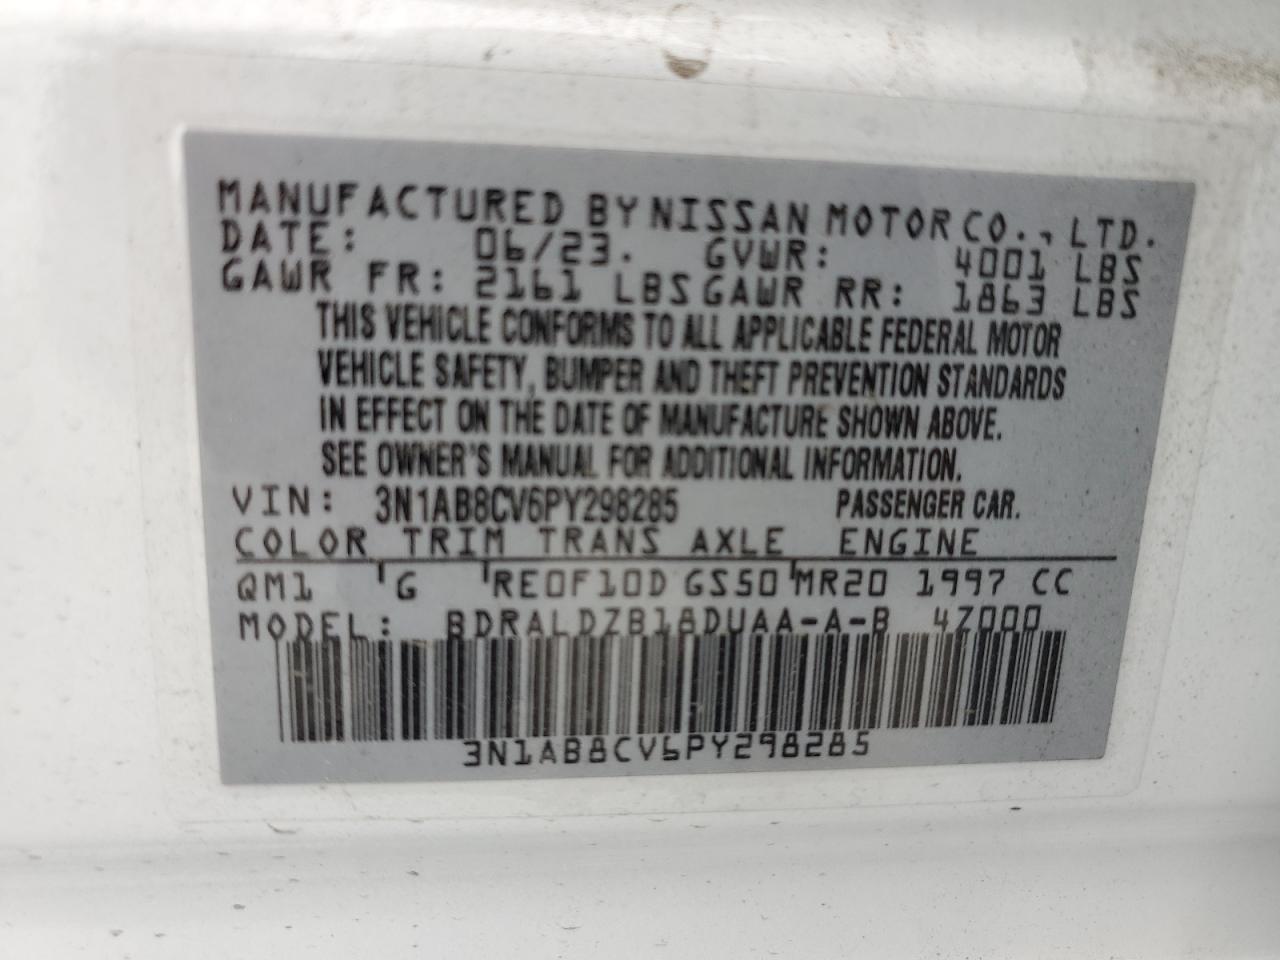 MANUFACTURED BY NISSAN MOTOR CO., LTD.
DATE: 06/23. GVWR: 4001 LBS
GAWR FR: 2161 LBS GAWR RR: 1863 LBS
THIS VEHICLE CONFORMS TO ALL APPLICABLE FEDERAL MOTOR
VEHICLE SAFETY, BUMPER AND THEFT PREVENTION STANDARDS
IN EFFECT ON THE DATE OF MANUFACTURE SHOWN ABOVE.
SEE OWNER'S MANUAL FOR ADDITIONAL INFORMATION.
VIN: 3N1AB8CV6PY298285 PASSENGER CAR.
COLOR TRIM TRANS AXLE ENGINE
QM1 G RE0F10D GS50 MR20 1997 CC
MODEL: BDRALDZB18DUAA-A-B 4Z000
3N1AB8CV6PY298285